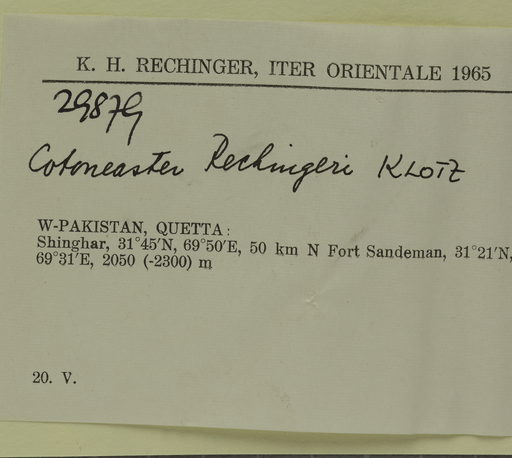 K. H. RECHINGER, ITER ORIENTALE 1965
29879
Cotoneaster Rechingeri KLOTZ
W-PAKISTAN, QUETTA:
Shinghar, 31°45′N, 69°50′E, 50 km N Fort Sandeman, 31°21′N,
69°31′E, 2050 (-2300) m
20. V.